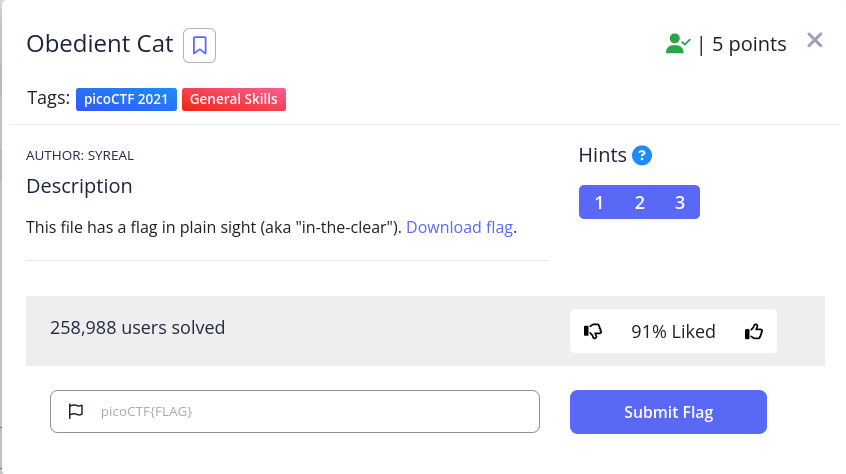 Obedient Cat
| 5 points
Tags: picoCTF 2021 General Skills
AUTHOR: SYREAL
Description
This file has a flag in plain sight (aka "in-the-clear"). Download flag.
Hints ?
1 2 3
258,988 users solved
91% Liked
picoCTF{FLAG}
Submit Flag